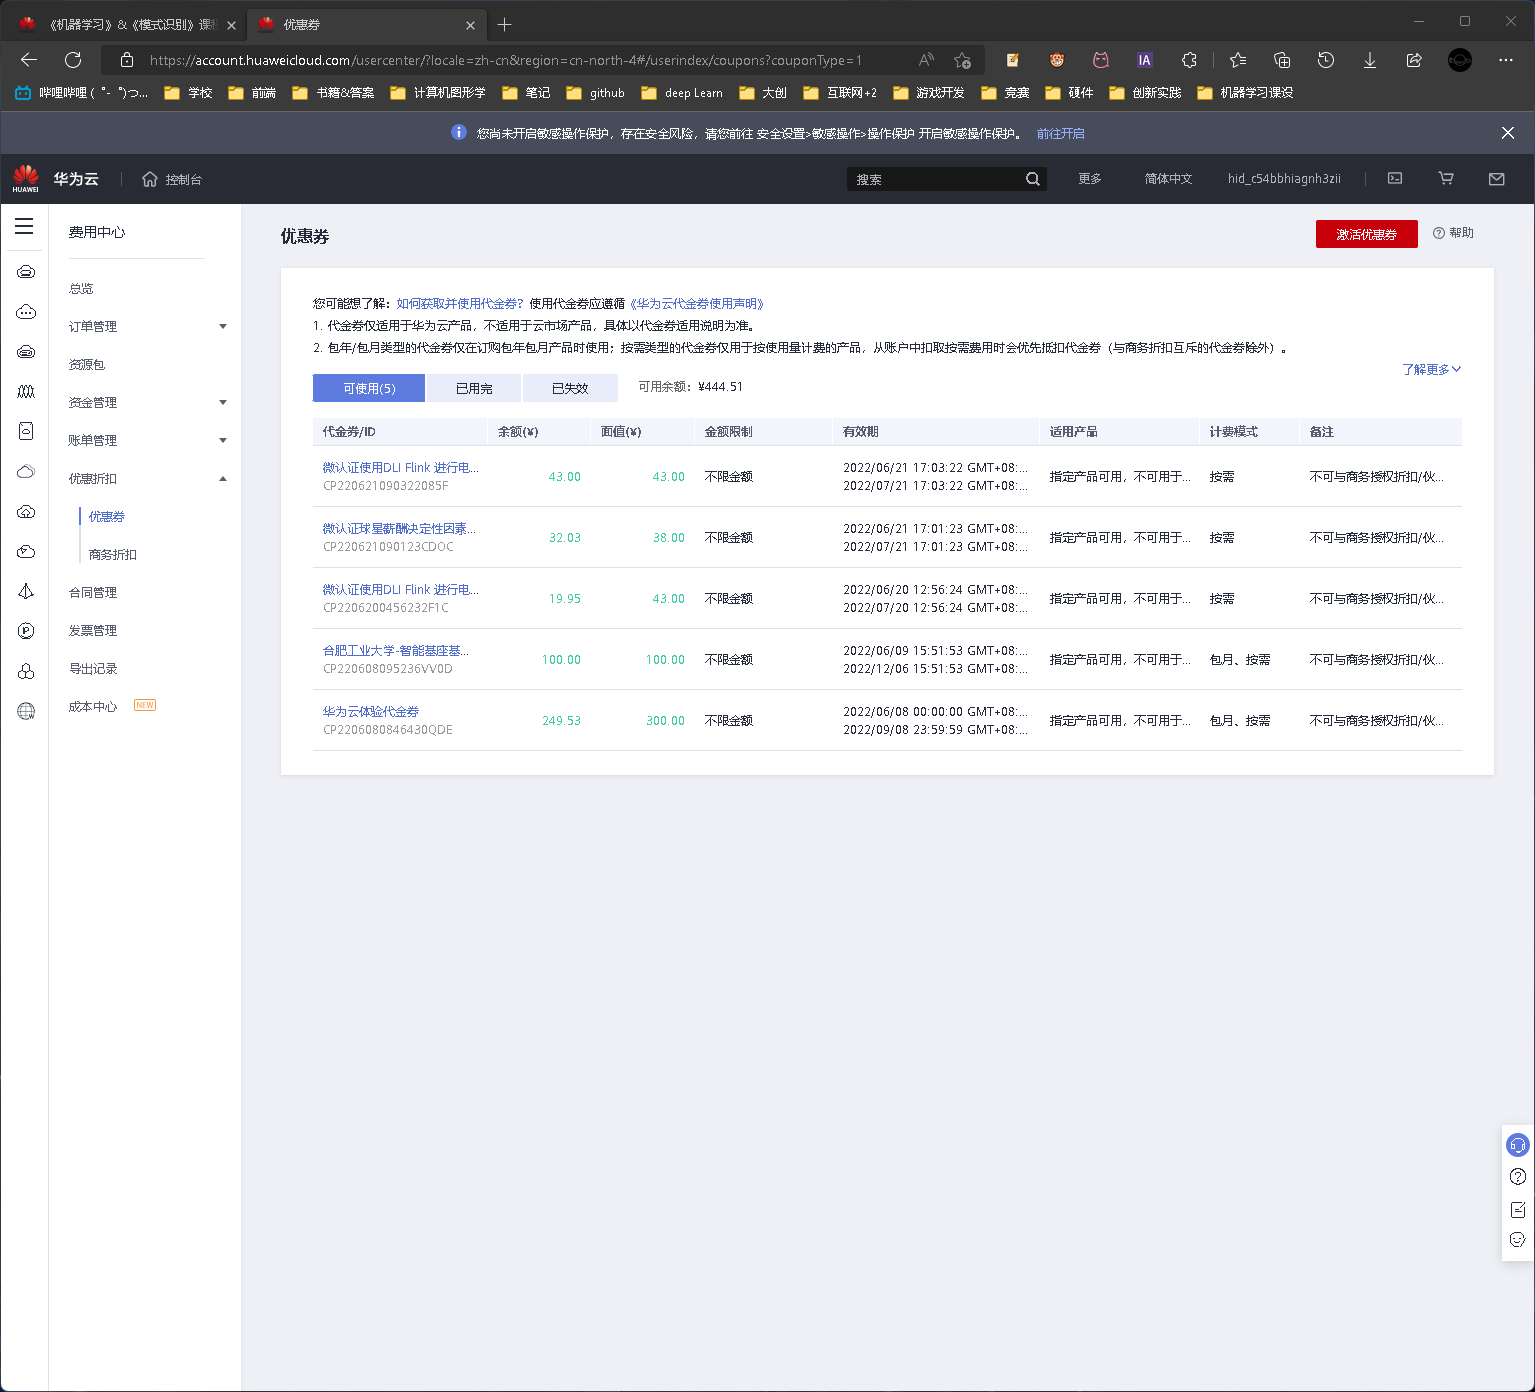 《机器学习》&《模式识别》课程
优惠券
https://account.huaweicloud.com/usercenter/?locale=zh-cn&region=cn-north-4#/userindex/coupons?couponType=1
哔哩哔哩 ( ゜- ゜)つ...
学校
前端
书籍&答案
计算机图形学
笔记
github
deep Learn
大创
互联网+2
游戏开发
竞赛
硬件
创新实践
机器学习课设
您尚未开启敏感操作保护，存在安全风险，请您前往 安全设置>敏感操作>操作保护 开启敏感操作保护。 前往开启
HUAWEI
华为云
控制台
搜索
更多
简体中文
hid_c54bbhiagnh3zii
费用中心
总览
订单管理
资源包
资金管理
账单管理
优惠折扣
优惠券
商务折扣
合同管理
发票管理
导出记录
成本中心 NEW
优惠券
激活优惠券
帮助
您可能想了解：如何获取并使用代金券？使用代金券应遵循《华为云代金券使用声明》
1. 代金券仅适用于华为云产品，不适用于云市场产品，具体以代金券适用说明为准。
2. 包年/包月类型的代金券仅在订购包年包月产品时使用；按需类型的代金券仅用于按使用量计费的产品，从账户中扣取按需费用时会优先抵扣代金券（与商务折扣互斥的代金券除外）。
了解更多
可使用(5) 已用完 已失效 可用余额：¥444.51
代金券/ID 余额(¥) 面值(¥) 金额限制 有效期 适用产品 计费模式 备注
微认证使用DLI Flink 进行电...
CP220621090322085F
43.00 43.00 不限金额
2022/06/21 17:03:22 GMT+08:...
2022/07/21 17:03:22 GMT+08:...
指定产品可用，不可用于... 按需 不可与商务授权折扣/伙...
微认证球星薪酬决定性因素...
CP220621090123CDOC
32.03 38.00 不限金额
2022/06/21 17:01:23 GMT+08:...
2022/07/21 17:01:23 GMT+08:...
指定产品可用，不可用于... 按需 不可与商务授权折扣/伙...
微认证使用DLI Flink 进行电...
CP2206200456232F1C
19.95 43.00 不限金额
2022/06/20 12:56:24 GMT+08:...
2022/07/20 12:56:24 GMT+08:...
指定产品可用，不可用于... 按需 不可与商务授权折扣/伙...
合肥工业大学-智能基座基...
CP220608095236VV0D
100.00 100.00 不限金额
2022/06/09 15:51:53 GMT+08:...
2022/12/06 15:51:53 GMT+08:...
指定产品可用，不可用于... 包月、按需 不可与商务授权折扣/伙...
华为云体验代金券
CP2206080846430QDE
249.53 300.00 不限金额
2022/06/08 00:00:00 GMT+08:...
2022/09/08 23:59:59 GMT+08:...
指定产品可用，不可用于... 包月、按需 不可与商务授权折扣/伙...